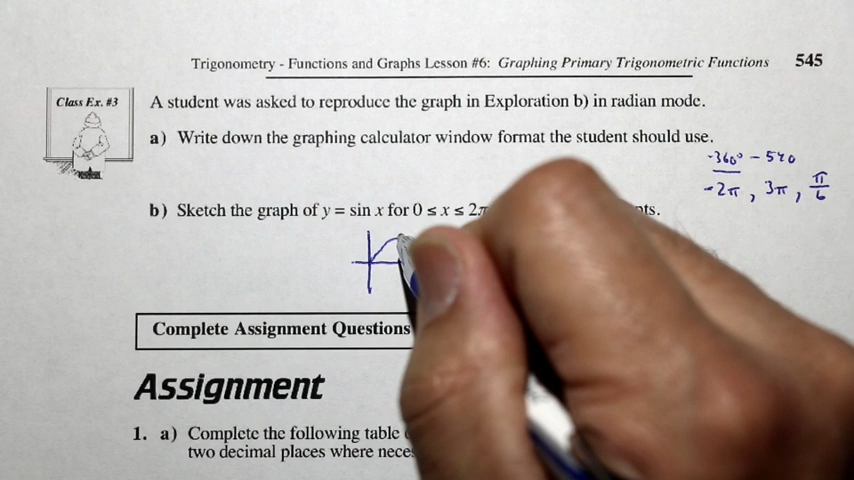 Trigonometry - Functions and Graphs Lesson #6: Graphing Primary Trigonometric Functions 545
Class Ex. #3
A student was asked to reproduce the graph in Exploration b) in radian mode.
a) Write down the graphing calculator window format the student should use.
-360° - 540
-2π, 3π, π/6
b) Sketch the graph of y = sin x for 0 ≤ x ≤ 2π
Complete Assignment Questions
Assignment
1. a) Complete the following table
two decimal places where